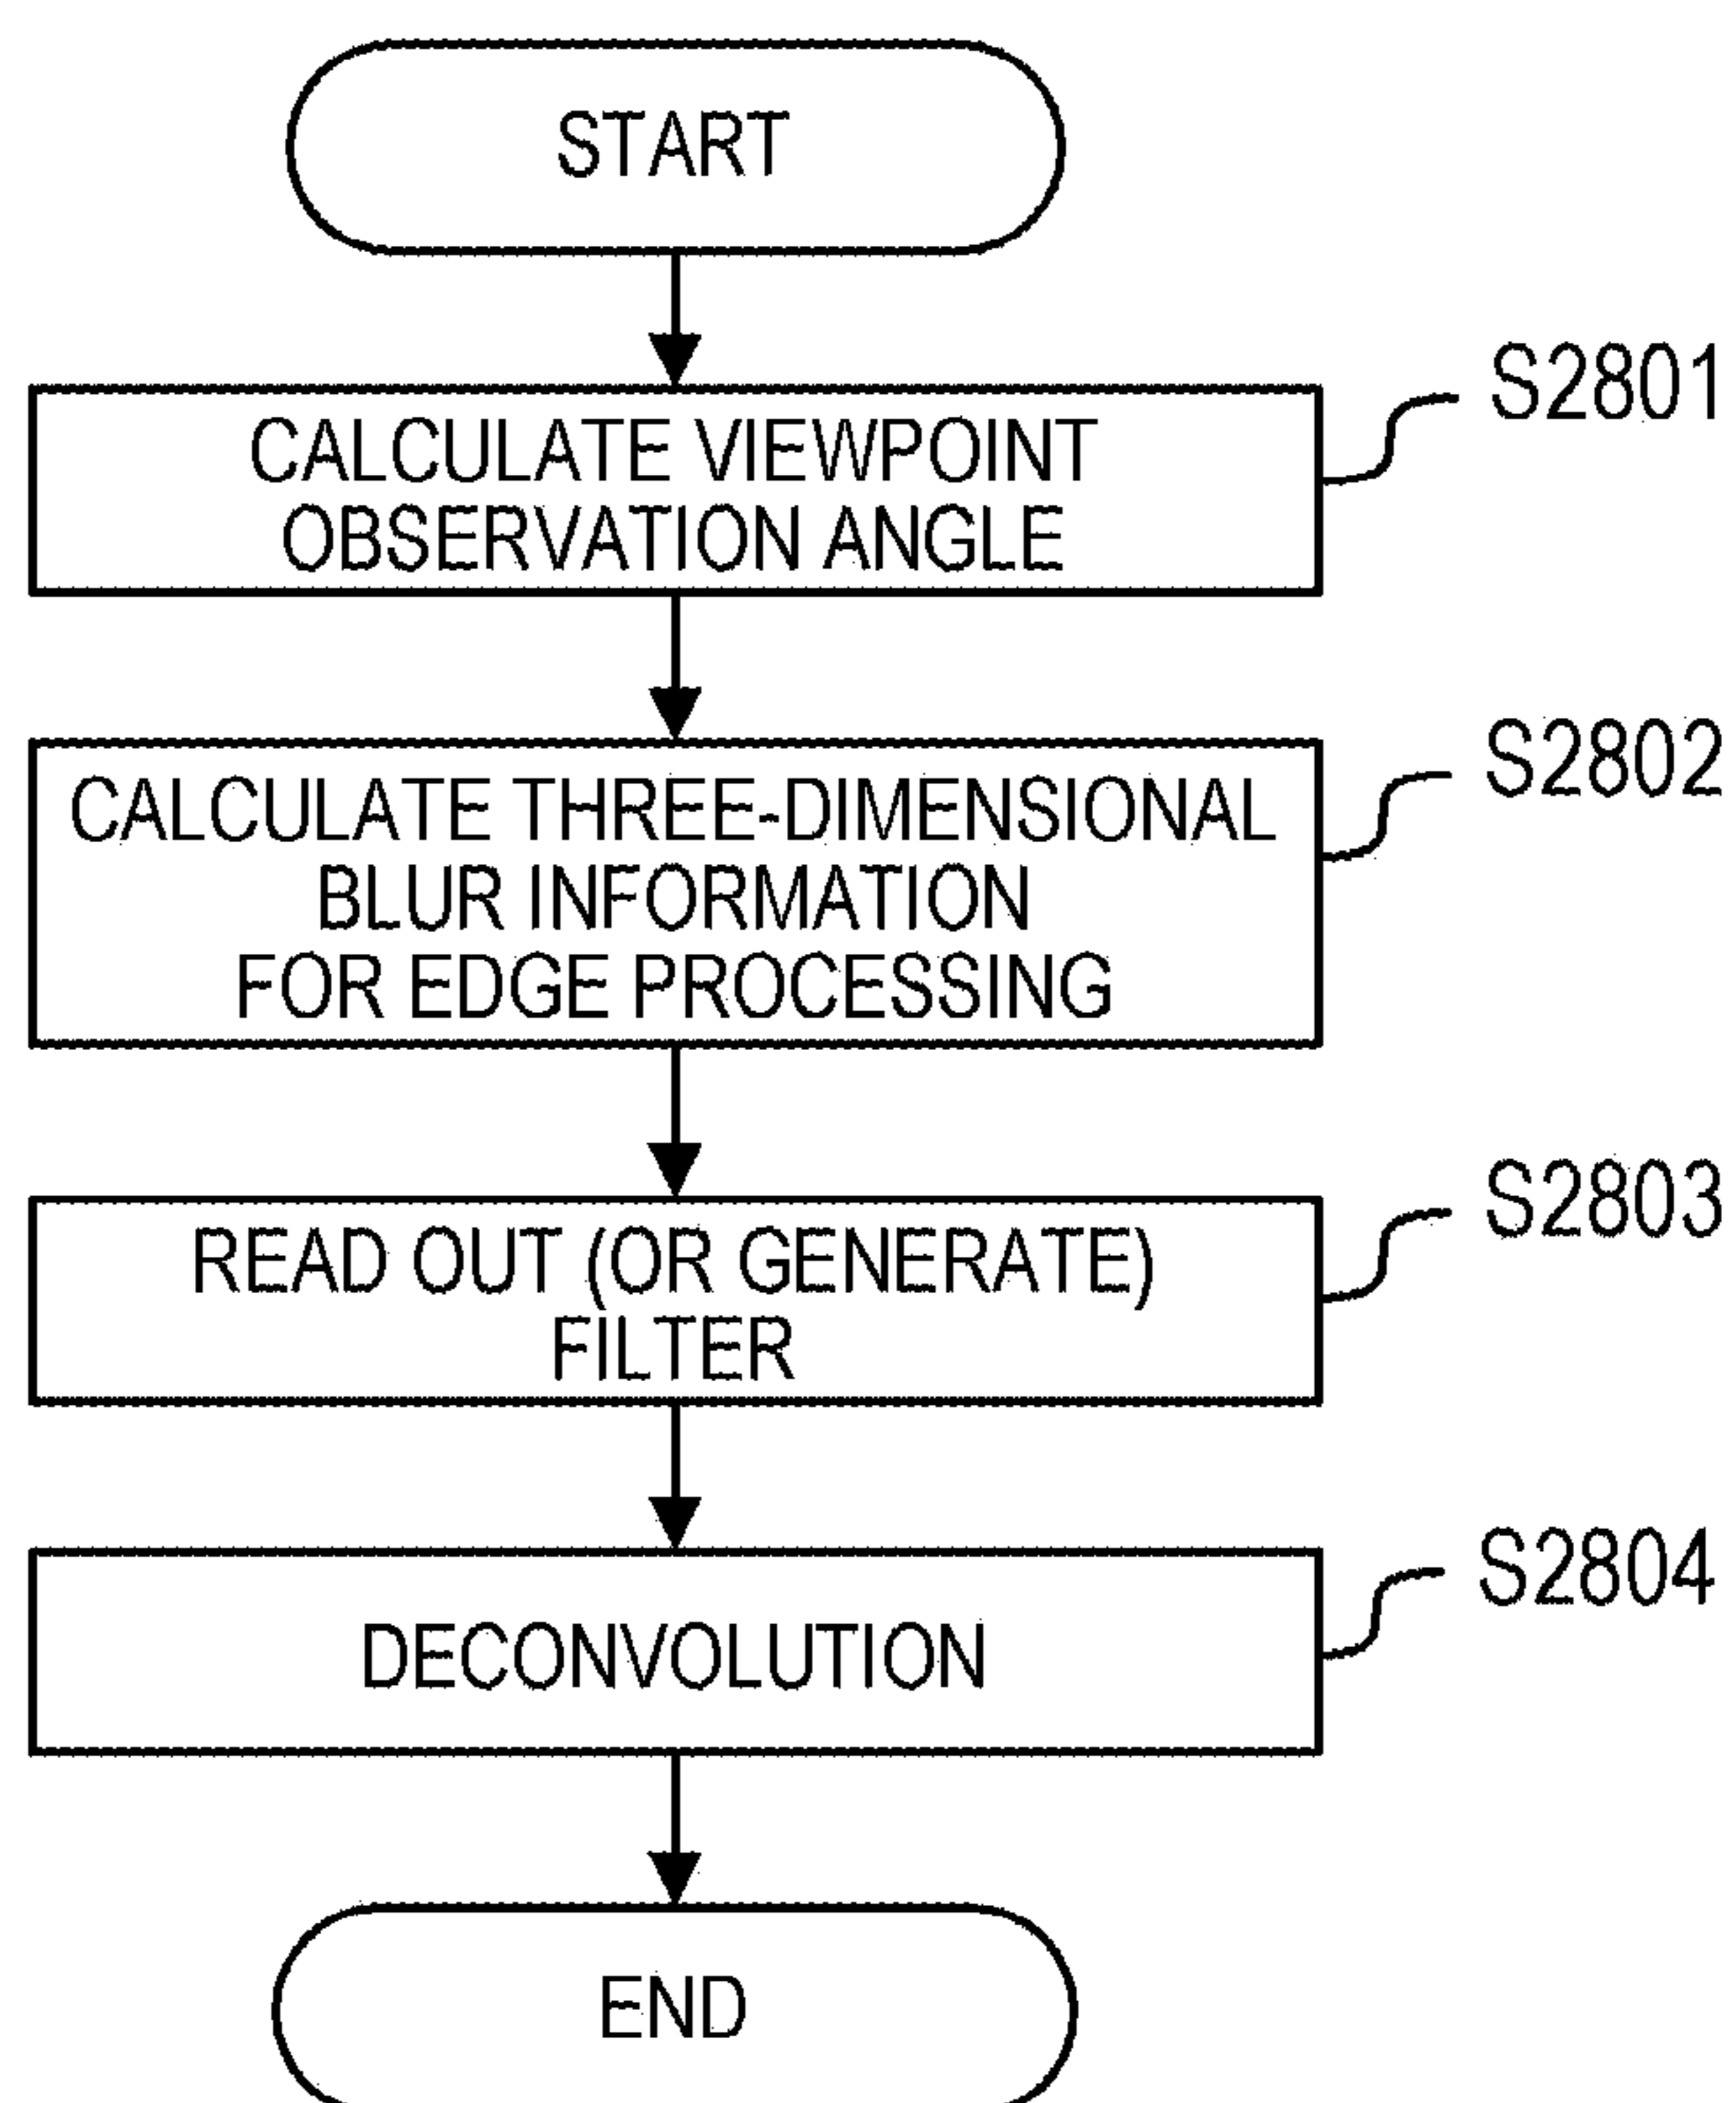 START
S2801
CALCULATE VIEWPOINT
OBSERVATION ANGLE
S2802
CALCULATE THREE-DIMENSIONAL
BLUR INFORMATION
FOR EDGE PROCESSING
S2803
READ OUT (OR GENERATE)
FILTER
S2804
DECONVOLUTION
END